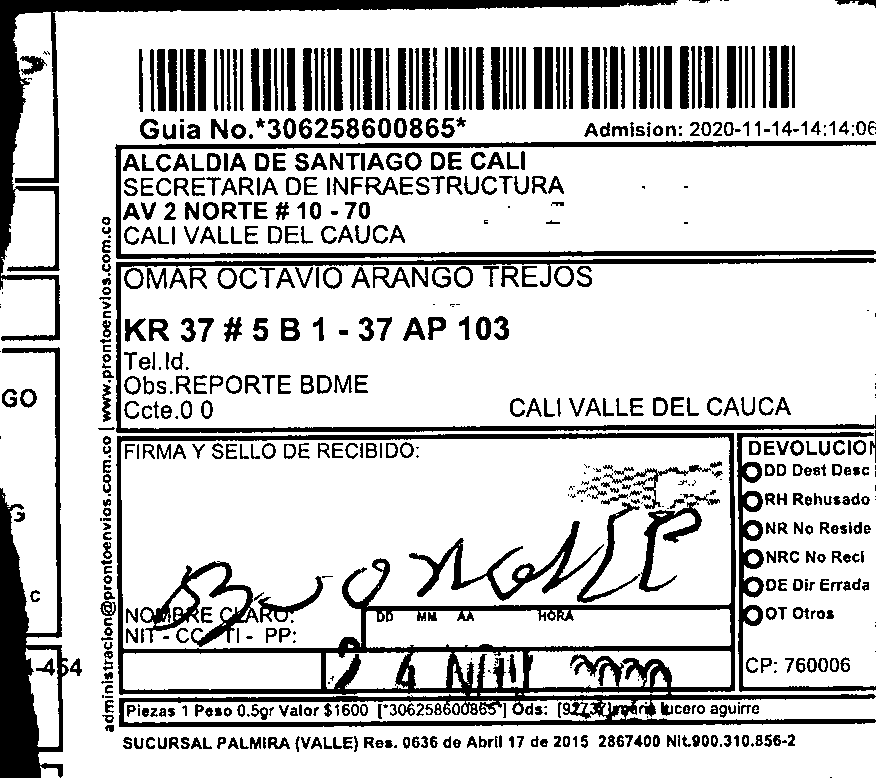 Guia No.*306258600865*
Admision: 2020-11-14-14:14:06
ALCALDIA DE SANTIAGO DE CALI
SECRETARIA DE INFRAESTRUCTURA
AV 2 NORTE # 10 - 70
CALI VALLE DEL CAUCA
OMAR OCTAVIO ARANGO TREJOS
KR 37 # 5 B 1 - 37 AP 103
Tel.Id.
Obs.REPORTE BDME
Ccte.0 0
CALI VALLE DEL CAUCA
administracion@prontoenvios.com.co | www.prontoenvios.com.co
FIRMA Y SELLO DE RECIBIDO:
NOMBRE CLARO:
NIT - CC - TI - PP:
DD MM AA HORA
DEVOLUCION
DD Dest Desc
RH Rehusado
NR No Reside
NRC No Recl
DE Dir Errada
OT Otros
CP: 760006
Piezas 1 Peso 0.5gr Valor $1600 [*306258600865*] Ods: lucero aguirre
SUCURSAL PALMIRA (VALLE) Res. 0636 de Abril 17 de 2015 2867400 Nit.900.310.856-2
GO
G
C
-454